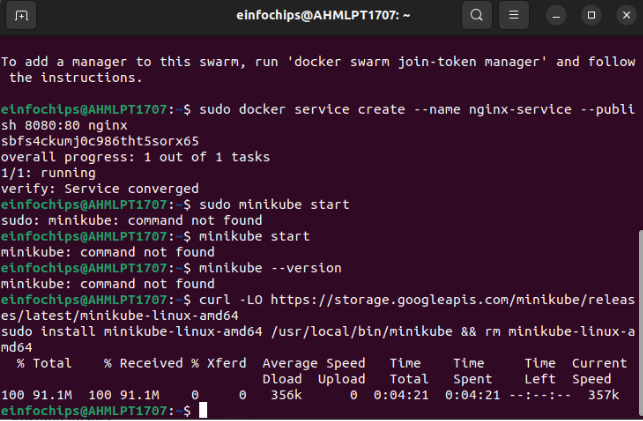 einfochips@AHMLPT1707: ~
To add a manager to this swarm, run 'docker swarm join-token manager' and follow
 the instructions.
einfochips@AHMLPT1707:~$ sudo docker service create --name nginx-service --publi
sh 8080:80 nginx
sbfs4ckumj0c986tht5sorx65
overall progress: 1 out of 1 tasks
1/1: running
verify: Service converged
einfochips@AHMLPT1707:~$ sudo minikube start
sudo: minikube: command not found
einfochips@AHMLPT1707:~$ minikube start
minikube: command not found
einfochips@AHMLPT1707:~$ minikube --version
minikube: command not found
einfochips@AHMLPT1707:~$ curl -LO https://storage.googleapis.com/minikube/releas
es/latest/minikube-linux-amd64
sudo install minikube-linux-amd64 /usr/local/bin/minikube && rm minikube-linux-a
md64
  % Total    % Received % Xferd  Average Speed   Time    Time     Time  Current
                                 Dload  Upload   Total   Spent    Left  Speed
100 91.1M  100 91.1M    0     0   356k      0  0:04:21  0:04:21 --:--:--  357k
einfochips@AHMLPT1707:~$